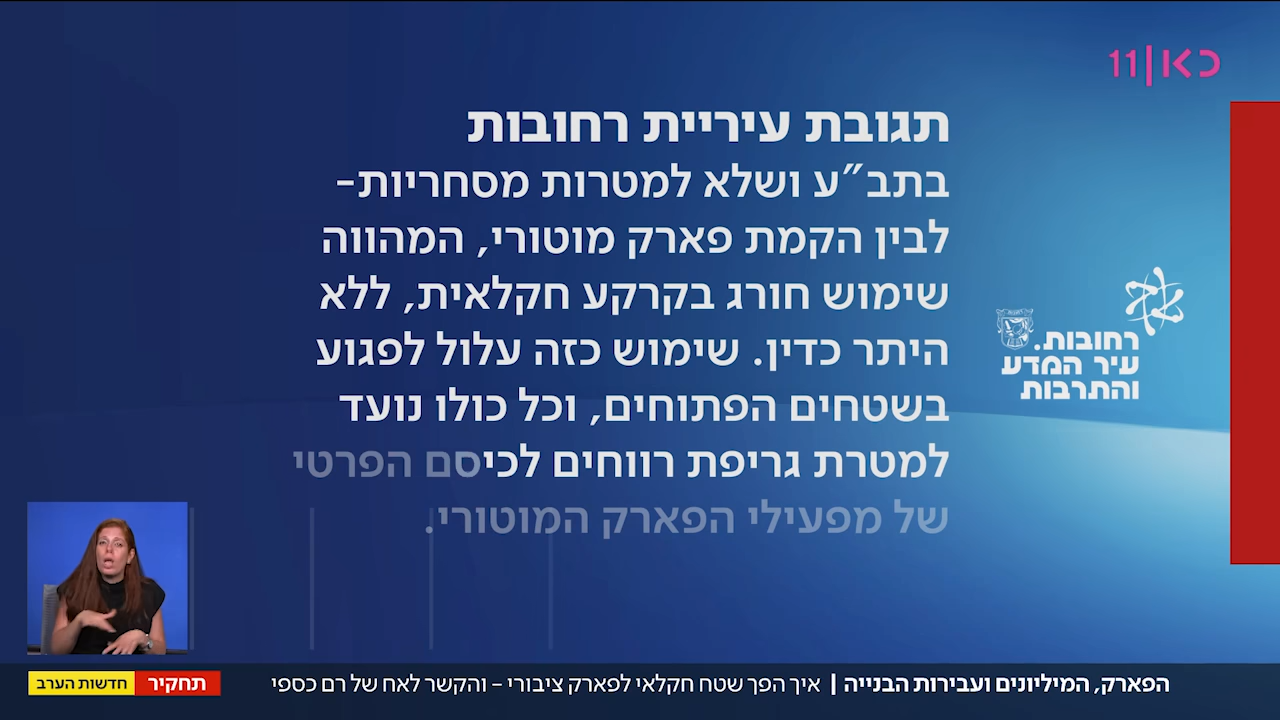 כאן 11
תגובת עיריית רחובות
בתב״ע ושלא למטרות מסחריות-
לבין הקמת פארק מוטורי, המהווה
שימוש חורג בקרקע חקלאית, ללא
היתר כדין. שימוש כזה עלול לפגוע
בשטחים הפתוחים, וכל כולו נועד
למטרת גריפת רווחים לכיסם הפרטי
של מפעילי הפארק המוטורי.
רחובות.
עיר המדע
והתרבות
הפארק, המיליונים ועבירות הבנייה | איך הפך שטח חקלאי לפארק ציבורי - והקשר לאח של רם כספי
תחקיר
חדשות הערב